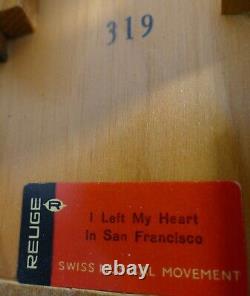 319
REUGE R
I Left My Heart
In San Francisco
SWISS MOVEMENT